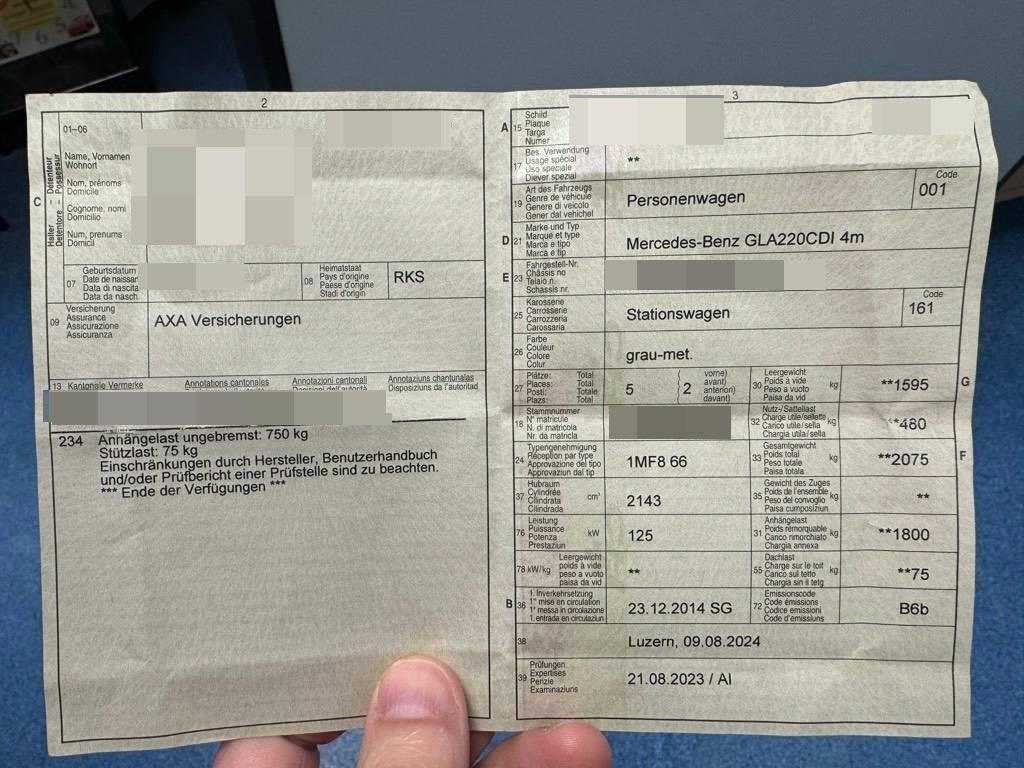 2
01-06
C
Halter - Détenteur
Detentore - Possessur
Name, Vornamen
Wohnort
Nom, prénoms
Domicile
Cognome, nomi
Domicilio
Num, prenums
Domicil
07
Geburtsdatum
Date de naissan
Data di nascita
Data da nasch.
08
Heimatstaat
Pays d'origine
Paese d'origine
Stadi d'origin
RKS
09
Versicherung
Assurance
Assicurazione
Assicuranza
AXA Versicherungen
13 Kantonale Vermerke
Annotations cantonales
Annotazioni cantonali
Annotaziuns chantunalas
Disposiziuns da l'autoritad
234 Anhängelast ungebremst: 750 kg
Stützlast: 75 kg
Einschränkungen durch Hersteller, Benutzerhandbuch
und/oder Prüfbericht einer Prüfstelle sind zu beachten.
*** Ende der Verfügungen ***
3
A 15
Schild
Plaque
Targa
Numer
17
Bes. Verwendung
Usage spécial
Uso speciale
Diever spezial
**
19
Art des Fahrzeugs
Genre de véhicule
Genere di veicolo
Gener dal vehichel
Personenwagen
Code
001
D 21
Marke und Typ
Marque et type
Marca e tipo
Marca e tip
Mercedes-Benz GLA220CDI 4m
E 23
Fahrgestell-Nr.
Châssis no
Telaio n.
Schassis nr.
25
Karosserie
Carrosserie
Carrozzeria
Carossaria
Stationswagen
Code
161
26
Farbe
Couleur
Colore
Colur
grau-met.
27
Plätze: Total
Places: Total
Posti: Totale
Plazs: Total
5
2
vorne)
avant)
anteriori)
davant)
30
Leergewicht
Poids à vide
Peso a vuoto
Paisa da vid
kg
**1595
G
18
Stammnummer
N° matricule
N. di matricola
Nr. da matricla
32
Nutz-/Sattellast
Charge utile/sellette
Carico utile/sella
Chargia utila/sella
kg
**480
24
Typengenehmigung
Réception par type
Approvazione del tipo
Approvaziun dal tip
1MF8 66
33
Gesamtgewicht
Poids total
Peso totale
Paisa totala
kg
**2075
F
37
Hubraum
Cylindrée
Cilindrata
Cilindrada
cm³
2143
35
Gewicht des Zuges
Poids de l'ensemble
Peso del convoglio
Paisa cumposiziun
kg
**
76
Leistung
Puissance
Potenza
Prestaziun
kW
125
31
Anhängelast
Poids remorquable
Carico rimorchiato
Chargia annexa
kg
**1800
78 kW/kg
Leergewicht
poids à vide
peso a vuoto
paisa da vid
**
55
Dachlast
Charge sur le toit
Carico sul tetto
Chargia sin il tetg
kg
**75
B 36
1. Inverkehrsetzung
1re mise en circulation
1a messa in circolazione
1. entrada en circulaziun
23.12.2014 SG
72
Emissionscode
Code émissions
Codice emissioni
Code d'emissiuns
B6b
38
Luzern, 09.08.2024
39
Prüfungen
Expertises
Perizie
Examinaziuns
21.08.2023 / AI